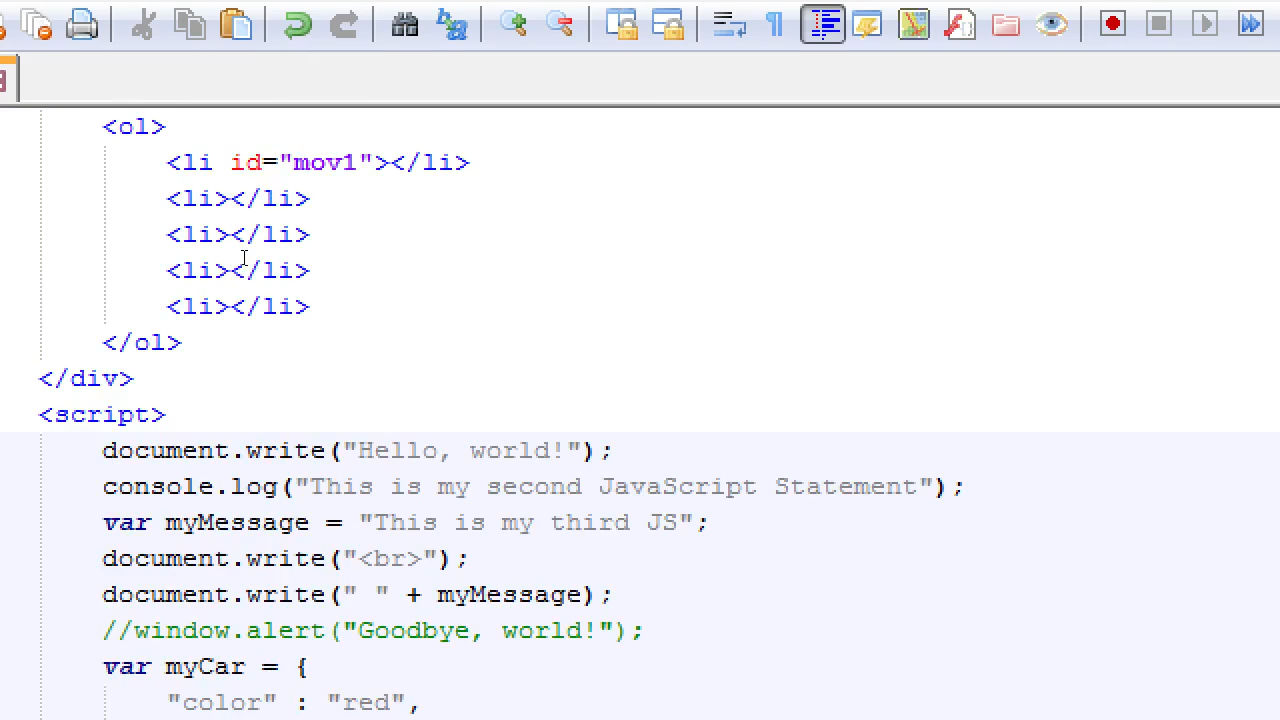 <ol>
<li id="mov1"></li>
<li></li>
<li></li>
<li></li>
<li></li>
</ol>
</div>
<script>
document.write("Hello, world!");
console.log("This is my second JavaScript Statement");
var myMessage = "This is my third JS";
document.write("<br>");
document.write(" " + myMessage);
//window.alert("Goodbye, world!");
var myCar = {
"color" : "red",